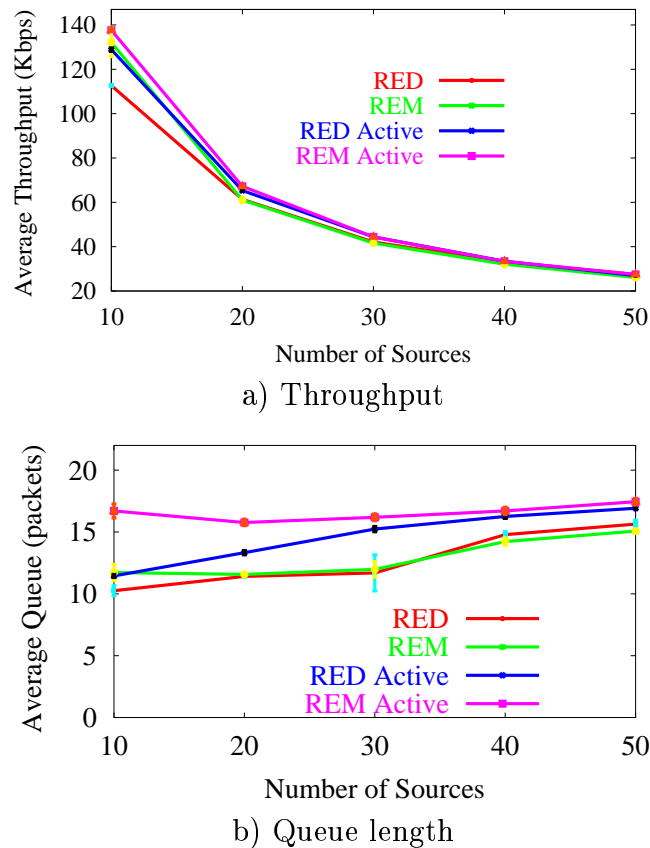 Average Throughput (Kbps)
140
120
100
80
60
40
20
RED
REM
RED Active
REM Active
10 20 30 40 50
Number of Sources
a) Throughput
Average Queue (packets)
20
15
10
5
0
RED
REM
RED Active
REM Active
10 20 30 40 50
Number of Sources
b) Queue length